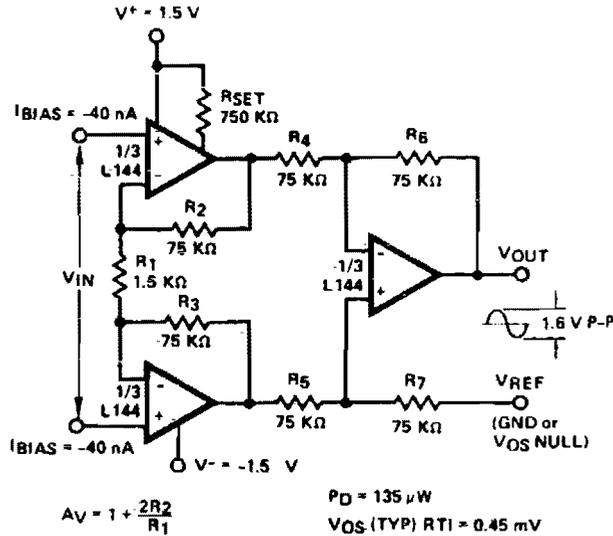 V+ = 1.5 V
IBIAS = -40 nA
RSET
750 KΩ
1/3
L144
+
-
R4
75 KΩ
R6
75 KΩ
R2
75 KΩ
VIN
R1
1.5 KΩ
R3
75 KΩ
-
+
1/3
L144
VOUT
1.6 V P-P
1/3
L144
-
+
R5
75 KΩ
R7
75 KΩ
VREF
(GND or
VOS NULL)
IBIAS = -40 nA
V- = -1.5 V
AV = 1 + 2R2
R1
PD = 135 μW
VOS (TYP) RTI = 0.45 mV